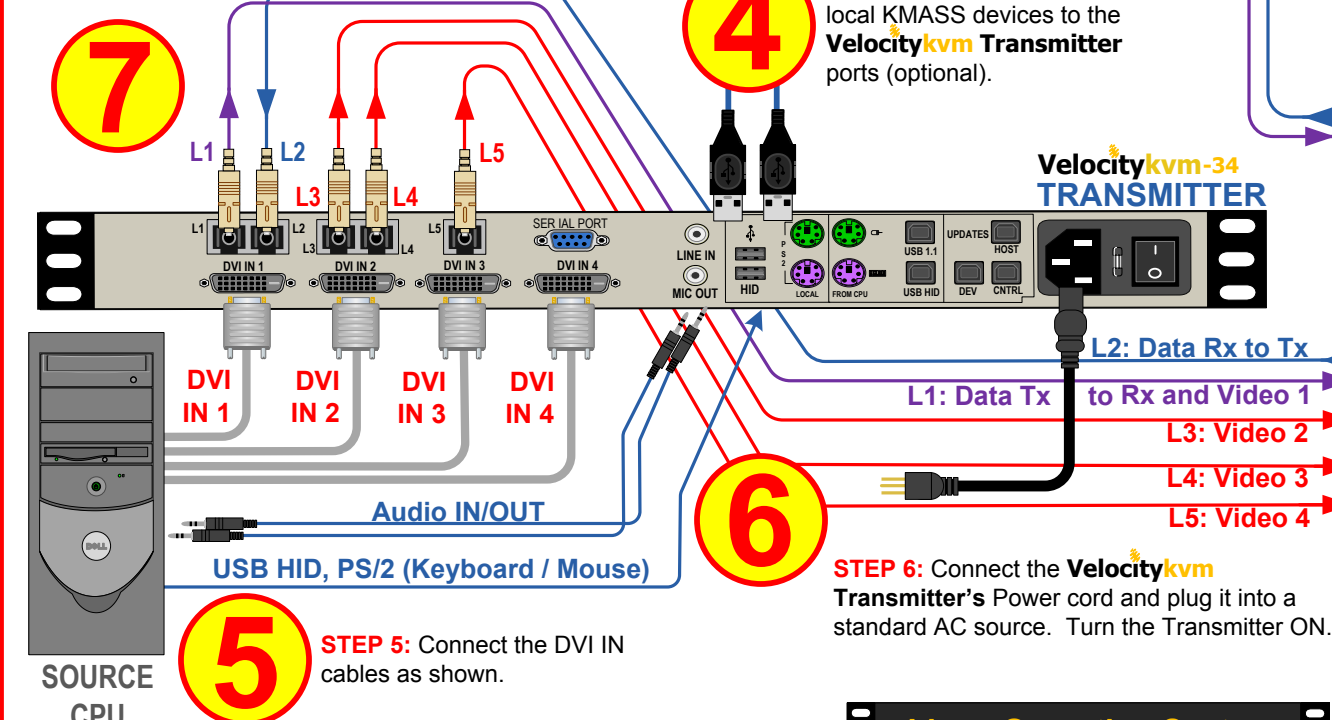 local KMASS devices to the
Velocitykvm Transmitter
ports (optional).
4
7
L1
L2
L3
L4
L5
Velocitykvm-34
TRANSMITTER
L1
L2
L3
L4
L5
SER IAL PORT
DVI IN 1
DVI IN 2
DVI IN 3
DVI IN 4
LINE IN
MIC OUT
HID
P
S
2
LOCAL
FROM CPU
USB 1.1
USB HID
UPDATES
HOST
DEV
CNTRL
DVI
IN 1
DVI
IN 2
DVI
IN 3
DVI
IN 4
L2: Data Rx to Tx
L1: Data Tx to Rx and Video 1
L3: Video 2
L4: Video 3
L5: Video 4
6
DELL
Audio IN/OUT
USB HID, PS/2 (Keyboard / Mouse)
STEP 6: Connect the Velocitykvm
Transmitter's Power cord and plug it into a
standard AC source. Turn the Transmitter ON.
5
STEP 5: Connect the DVI IN
cables as shown.
SOURCE
CPU